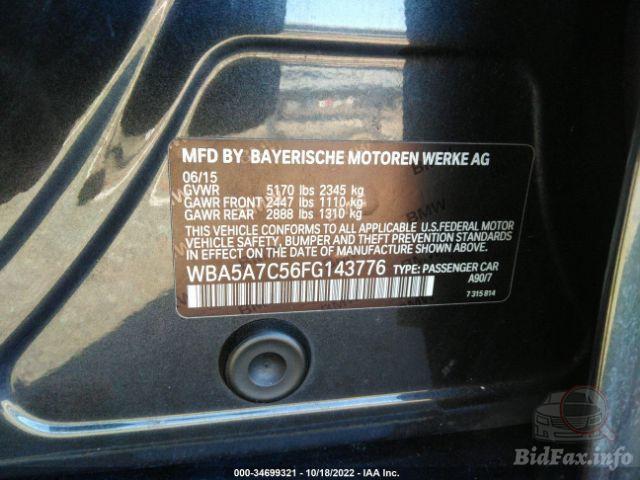 MFD BY BAYERISCHE MOTOREN WERKE AG
06/15
GVWR 5170 lbs 2345 kg
GAWR FRONT 2447 lbs 1110 kg
GAWR REAR 2888 lbs 1310 kg
THIS VEHICLE CONFORMS TO ALL APPLICABLE U.S.FEDERAL MOTOR
VEHICLE SAFETY, BUMPER, AND THEFT PREVENTION STANDARDS
IN EFFECT ON THE DATE OF MANUFACTURE SHOWN ABOVE.
WBA5A7C56FG143776 TYPE: PASSENGER CAR
A90/7
7 315 814
BidFax.info
000-34699321 - 10/18/2022 - IAA Inc.